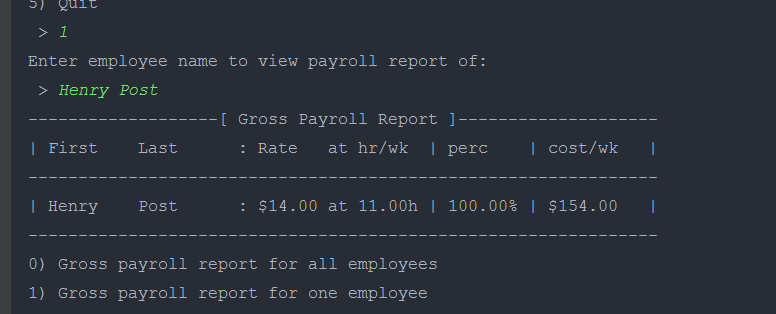 5) Quit
> 1
Enter employee name to view payroll report of:
> Henry Post
-------------------[ Gross Payroll Report ]--------------------
| First    Last      : Rate   at hr/wk  | perc    | cost/wk   |
---------------------------------------------------------------
| Henry    Post      : $14.00 at 11.00h | 100.00% | $154.00   |
---------------------------------------------------------------
0) Gross payroll report for all employees
1) Gross payroll report for one employee